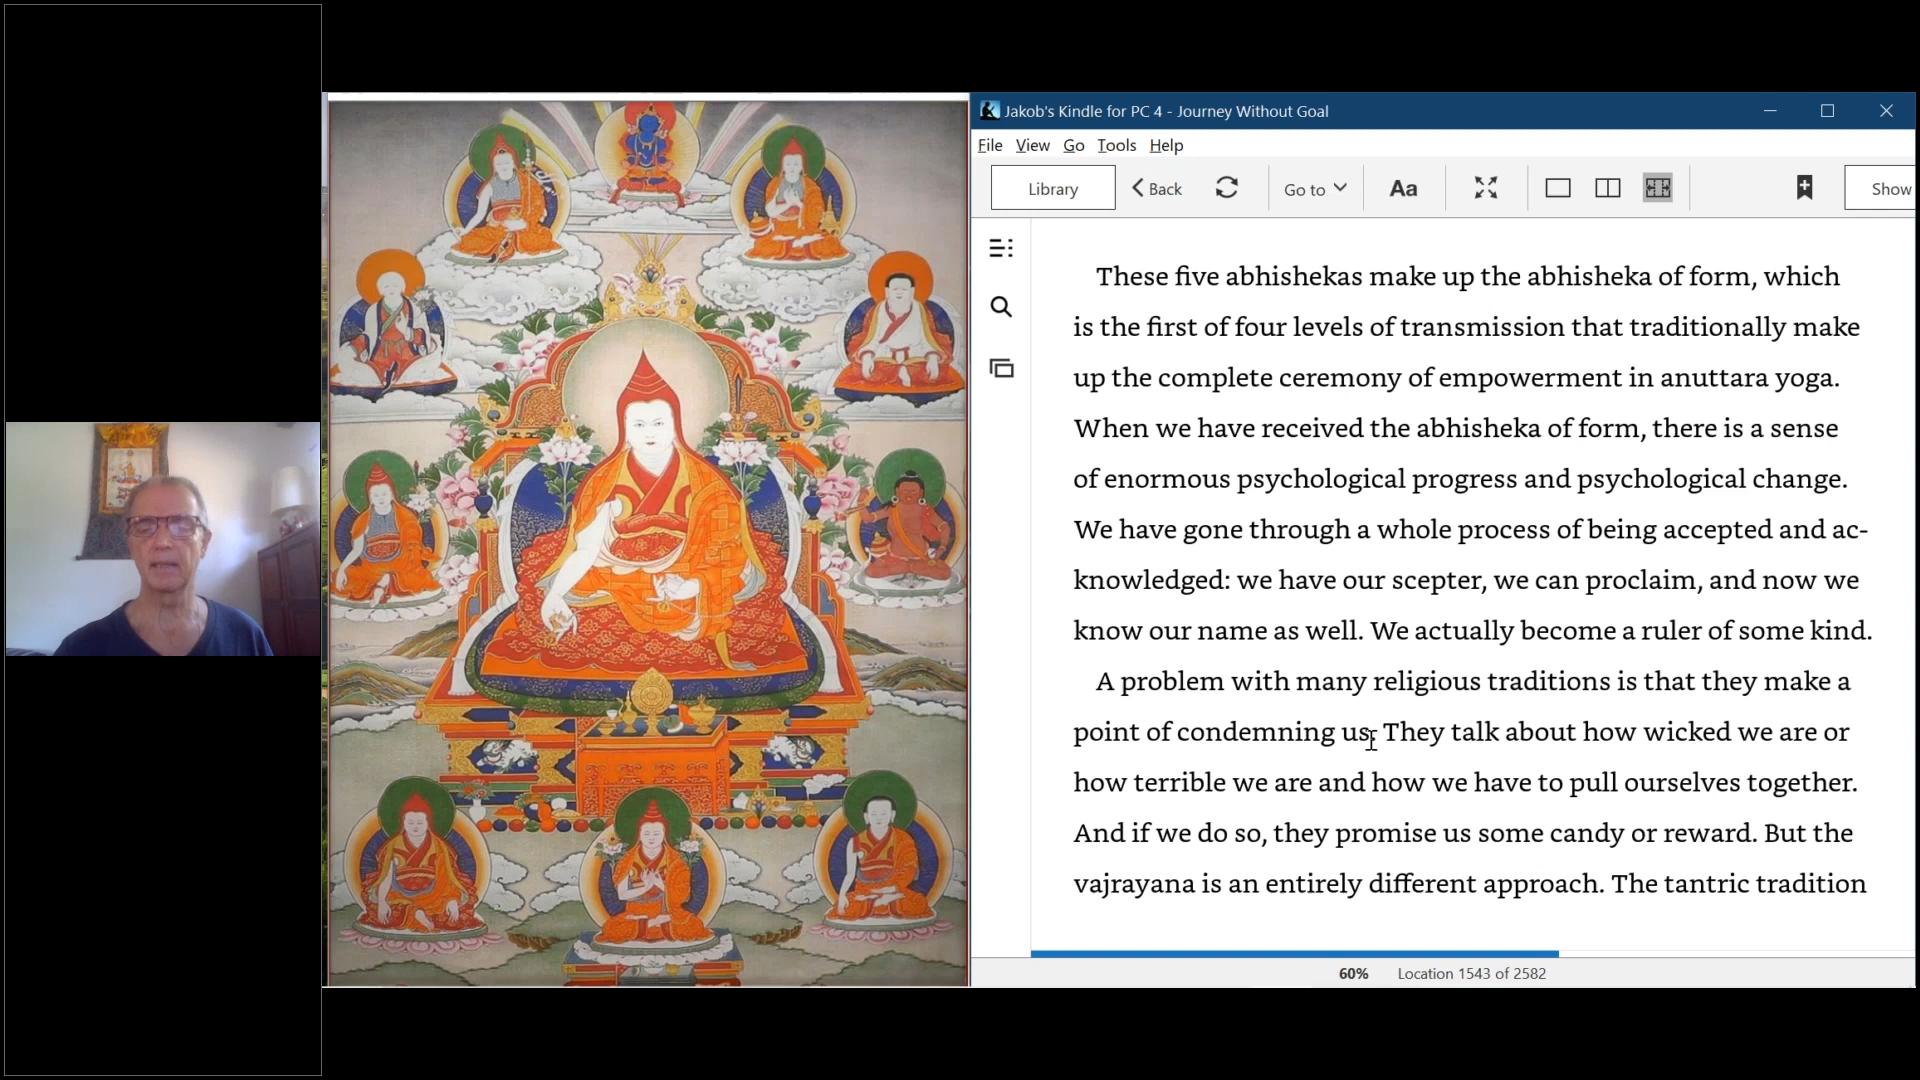 Jakob's Kindle for PC 4 - Journey Without Goal
File View Go Tools Help
Library Back Go to Aa Show
These five abhishekas make up the abhisheka of form, which
is the first of four levels of transmission that traditionally make
up the complete ceremony of empowerment in anuttara yoga.
When we have received the abhisheka of form, there is a sense
of enormous psychological progress and psychological change.
We have gone through a whole process of being accepted and ac-
knowledged: we have our scepter, we can proclaim, and now we
know our name as well. We actually become a ruler of some kind.
A problem with many religious traditions is that they make a
point of condemning us. They talk about how wicked we are or
how terrible we are and how we have to pull ourselves together.
And if we do so, they promise us some candy or reward. But the
vajrayana is an entirely different approach. The tantric tradition
60% Location 1543 of 2582